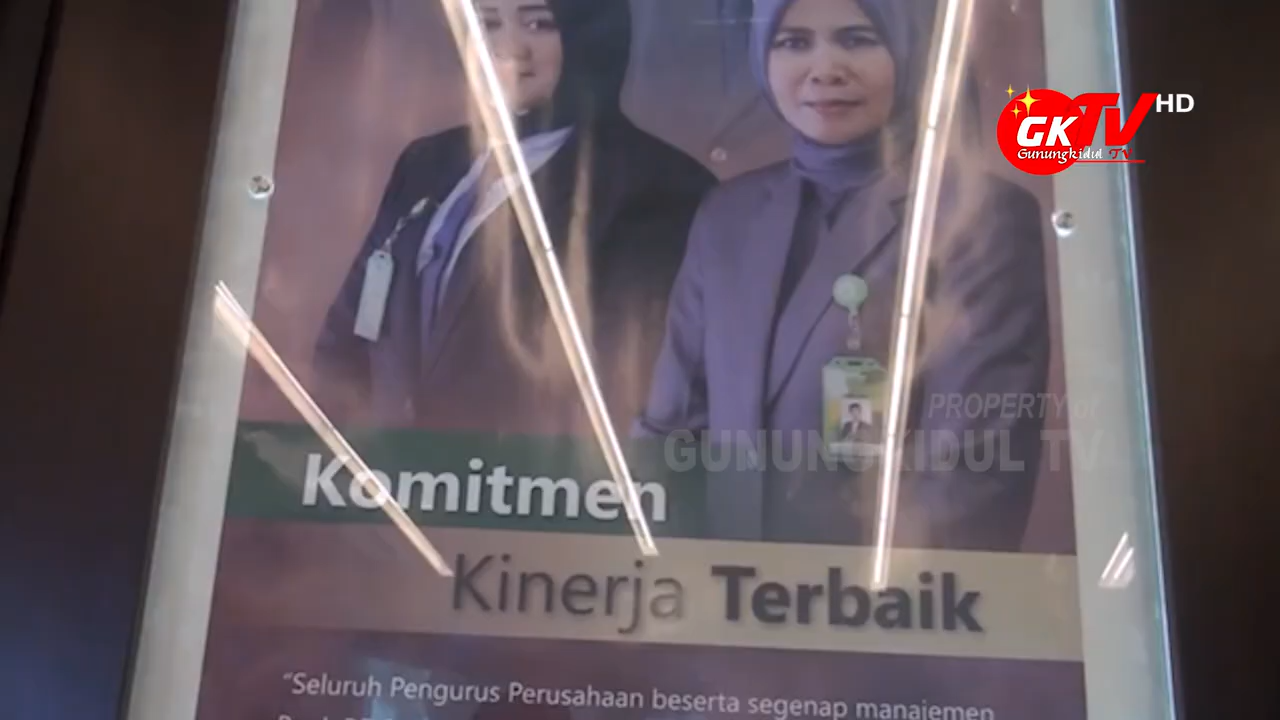 GKTV HD
Gunungkidul TV
PROPERTY of
GUNUNGKIDUL TV
Komitmen
Kinerja Terbaik
"Seluruh Pengurus Perusahaan beserta segenap manajemen